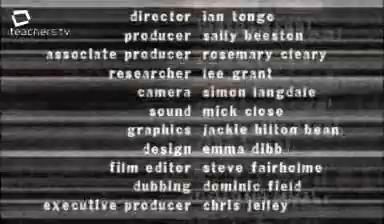 teachers.tv
director ian tonge
producer sally beeston
associate producer rosemary cleary
researcher lee grant
camera simon langdale
sound mick close
graphics jackie hilton bean
design emma dibb
film editor steve fairholme
dubbing dominic field
executive producer chris jelley